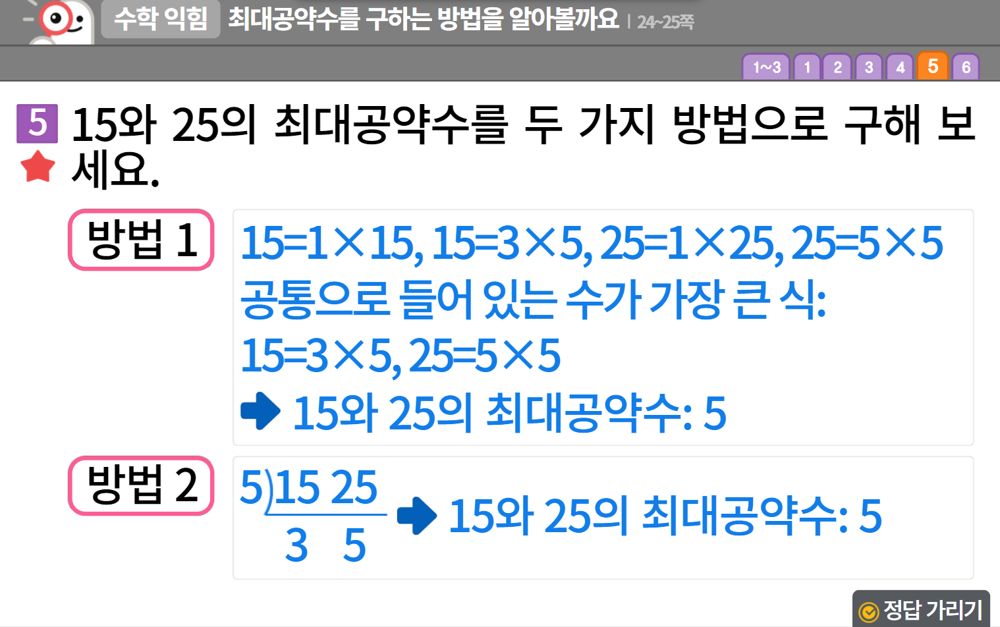 수학 익힘 최대공약수를 구하는 방법을 알아볼까요 | 24~25쪽
1~3 1 2 3 4 5 6
5 15와 25의 최대공약수를 두 가지 방법으로 구해 보
세요.
방법 1
15=1×15, 15=3×5, 25=1×25, 25=5×5
공통으로 들어 있는 수가 가장 큰 식:
15=3×5, 25=5×5
➡ 15와 25의 최대공약수: 5
방법 2
5)15 25
➡ 15와 25의 최대공약수: 5
3 5
정답 가리기